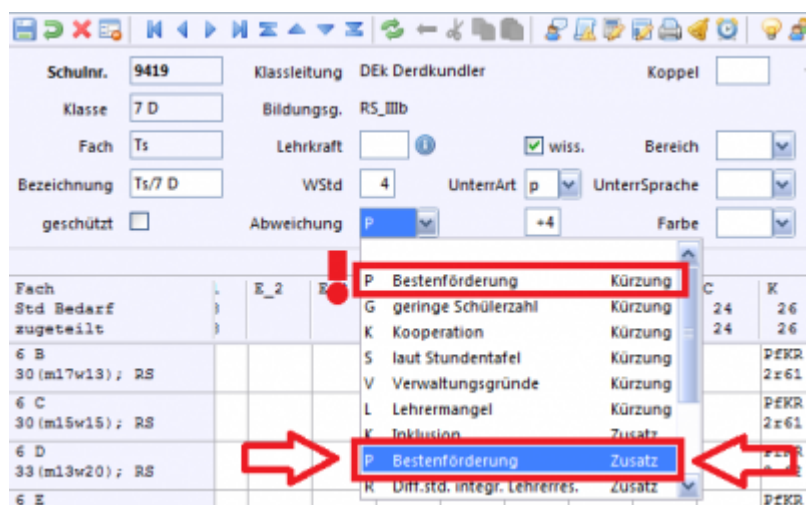 Schulnr. 9419 Klassleitung DEk Derdkundler Koppel
Klasse 7 D Bildungsg. RS_IIIb
Fach Ts Lehrkraft wiss. Bereich
Bezeichnung Ts/7 D WStd 4 UnterrArt p UnterrSprache
geschützt Abweichung P +4 Farbe
P Bestenförderung Kürzung
G geringe Schülerzahl Kürzung
K Kooperation Kürzung
S laut Stundentafel Kürzung
V Verwaltungsgründe Kürzung
L Lehrermangel Kürzung
K Inklusion Zusatz
P Bestenförderung Zusatz
R Diff.std. integr. Lehrerres. Zusatz
Fach E_2 C K
Std Bedarf 24 26
zugeteilt 24 26
6 B PfKR
30(m17w13); RS 2r61
6 C PfKR
30(m15w15); RS 2r61
6 D
33(m13w20); RS
6 E PfKR